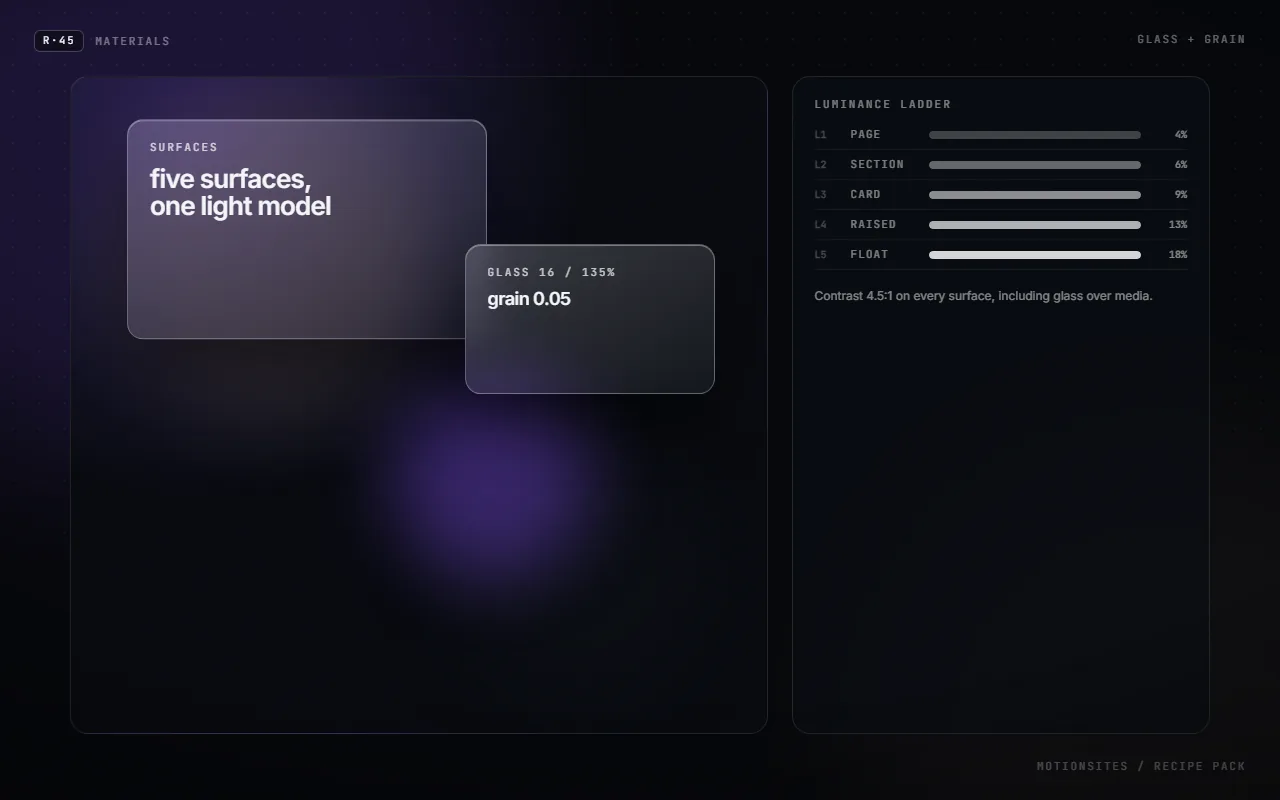 R·45 MATERIALS
GLASS + GRAIN
SURFACES
five surfaces,
one light model
GLASS 16 / 135%
grain 0.05
LUMINANCE LADDER
L1 PAGE 4%
L2 SECTION 6%
L3 CARD 9%
L4 RAISED 13%
L5 FLOAT 18%
Contrast 4.5:1 on every surface, including glass over media.
MOTIONSITES / RECIPE PACK